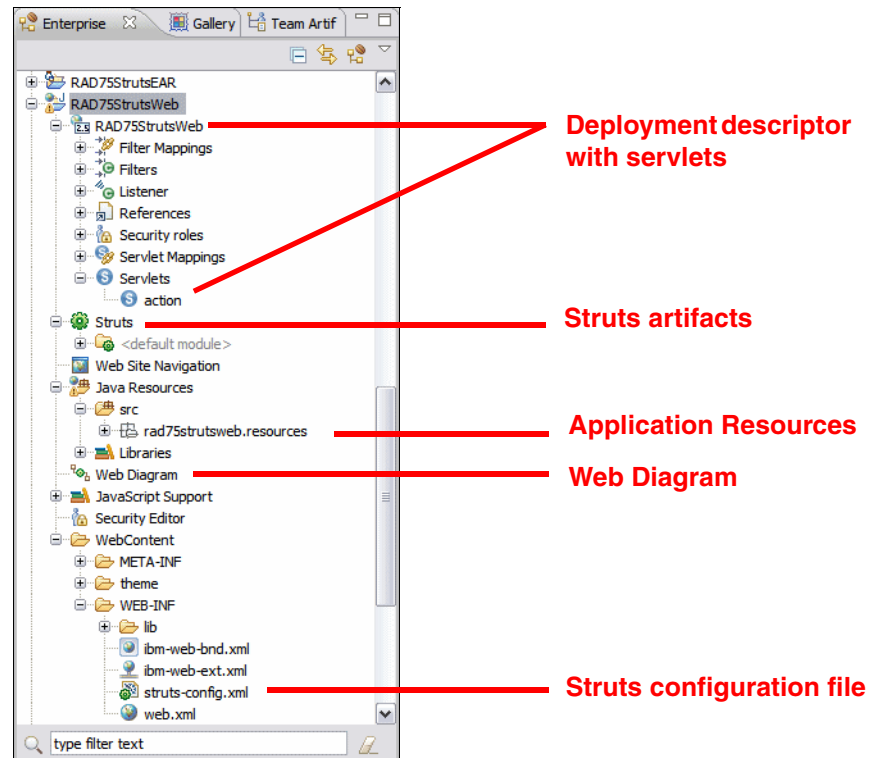 Enterprise Gallery Team Artif
RAD75StrutsEAR
RAD75StrutsWeb
2.5 RAD75StrutsWeb
Filter Mappings
Filters
Listener
References
Security roles
Servlet Mappings
S Servlets
S action
Struts
<default module>
Web Site Navigation
Java Resources
src
rad75strutsweb.resources
Libraries
Web Diagram
JavaScript Support
Security Editor
WebContent
META-INF
theme
WEB-INF
lib
ibm-web-bnd.xml
ibm-web-ext.xml
struts-config.xml
web.xml
type filter text
Deployment descriptor
with servlets
Struts artifacts
Application Resources
Web Diagram
Struts configuration file